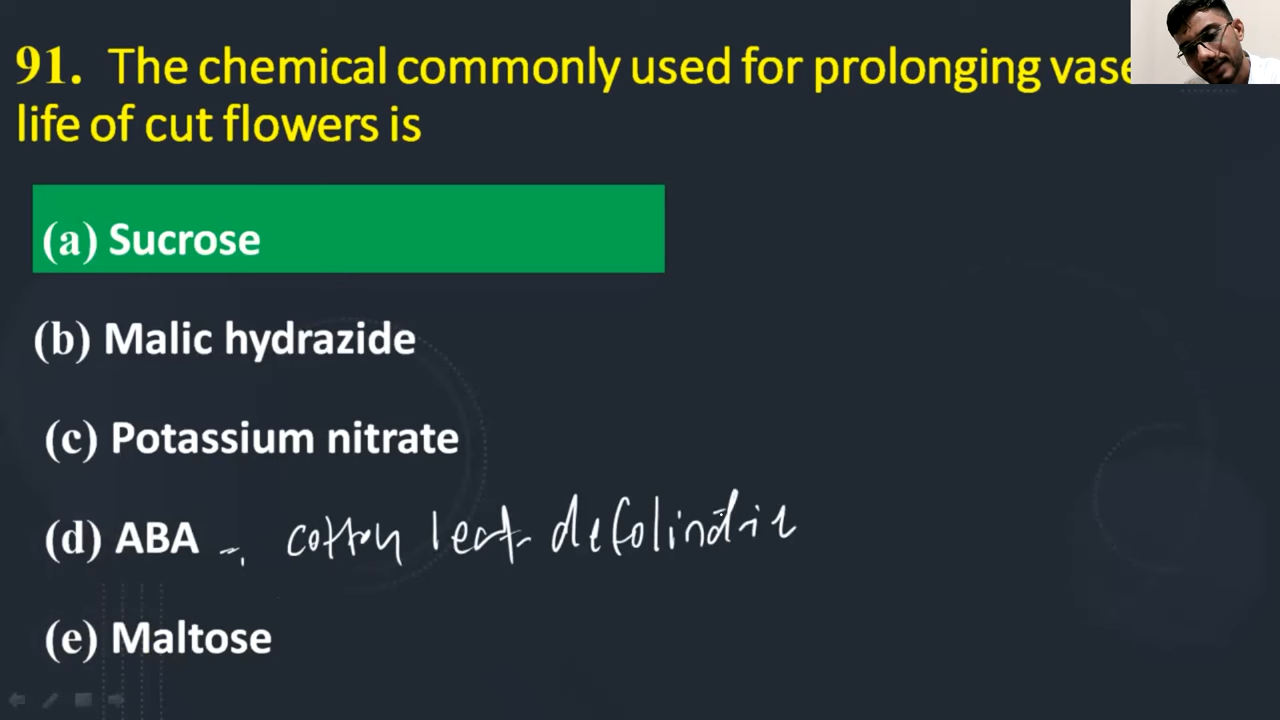 91. The chemical commonly used for prolonging vase
life of cut flowers is
(a) Sucrose
(b) Malic hydrazide
(c) Potassium nitrate
(d) ABA - cotton leaf
(e) Maltose